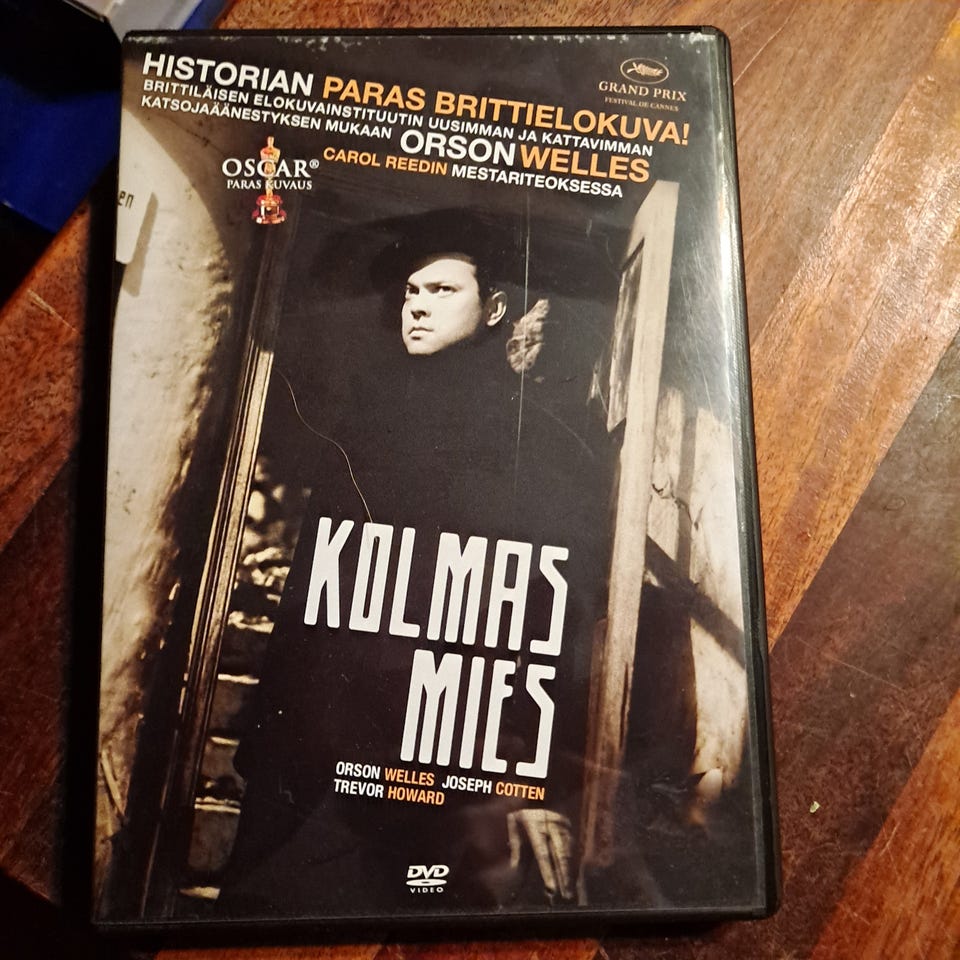 HISTORIAN PARAS BRITTIELOKUVA!
BRITTILÄISEN ELOKUVAINSTITUUTIN UUSIMMAN JA KATTAVIMMAN
KATSOJAÄÄNESTYKSEN MUKAAN ORSON WELLES
CAROL REEDIN MESTARITEOKSESSA
GRAND PRIX
FESTIVAL DE CANNES
OSCAR®
PARAS KUVAUS
en
KOLMAS
MIES
ORSON WELLES JOSEPH COTTEN
TREVOR HOWARD
DVD
VIDEO